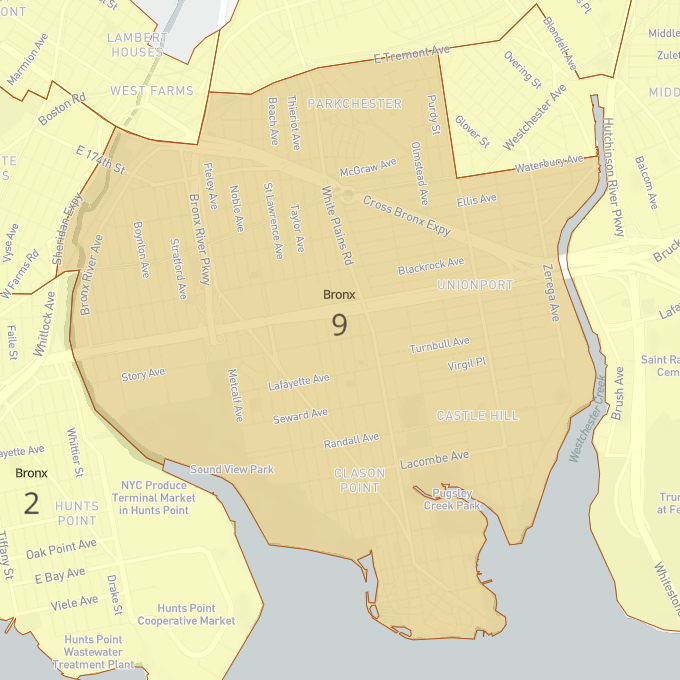 ONT
LAMBERT
HOUSES
E Tremont Ave
Blondell Ave
s Pl
Middle
Zulet
Marmion Ave
Overing St
WEST FARMS
Boston Rd
PARKCHESTER
Beach Ave
Thieriot Ave
Purdy St
Glover St
Westchester Ave
MIDD
Hutchinson River Pkwy
E 174th St
McGraw Ave
Olmstead Ave
Waterbury Ave
Balcom Ave
TE
S
Sheridan Expy
Fteley Ave
Noble Ave
St Lawrence Ave
Taylor Ave
White Plains Rd
Cross Bronx Expy
Ellis Ave
Vyse Ave
W Farms Rd
Bronx River Ave
Boynton Ave
Stratford Ave
Bronx River Pkwy
Blackrock Ave
Bruck
UNIONPORT
Zerega Ave
Bronx
9
Whitlock Ave
Faile St
Lafa
Turnbull Ave
Virgil Pl
Saint Ra
Cem
Story Ave
Metcalf Ave
Lafayette Ave
Brush Ave
Seward Ave
CASTLE HILL
Westchester Creek
Randall Ave
ayette Ave
Whittier St
Lacombe Ave
Sound View Park
CLASON
POINT
Bronx
2
NYC Produce
Terminal Market
in Hunts Point
Pugsley
Creek Park
HUNTS
POINT
Trum
at Fe
Tiffany St
Oak Point Ave
E Bay Ave
Drake St
Viele Ave
Whitestone
Hunts Point
Cooperative Market
Hunts Point
Wastewater
Treatment Plant